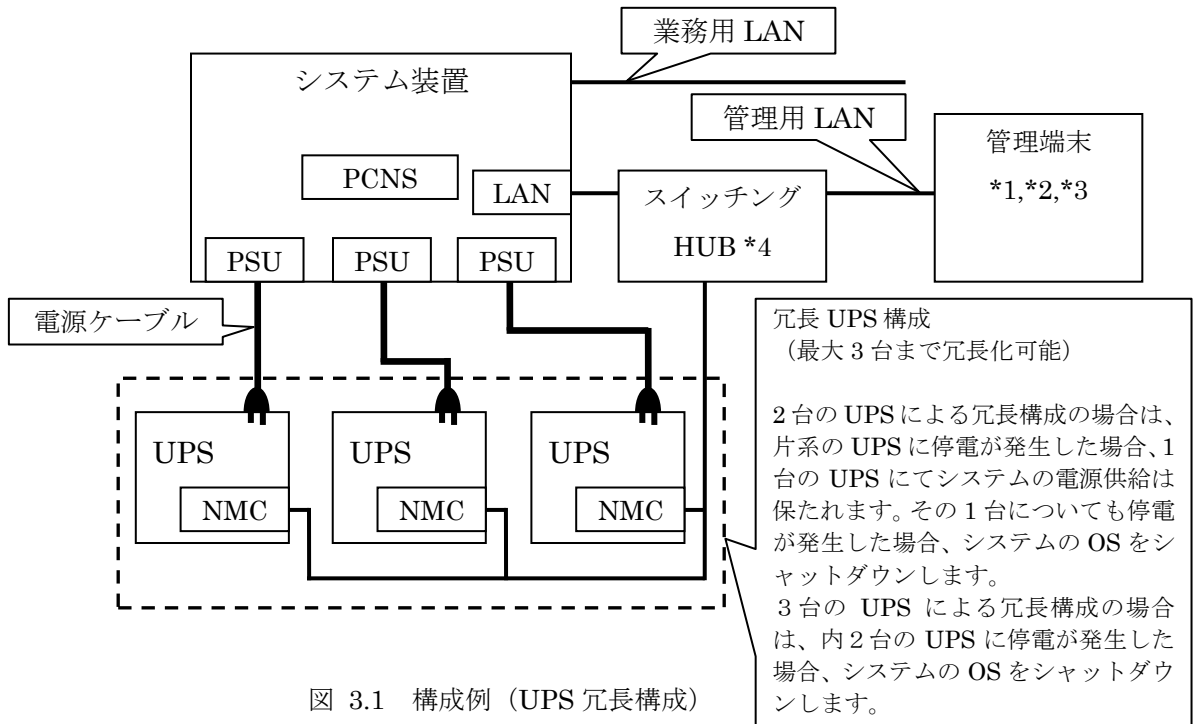 業務用 LAN
システム装置
管理用 LAN
管理端末
*1,*2,*3
PCNS
LAN
スイッチング
HUB *4
PSU
PSU
PSU
電源ケーブル
UPS
UPS
UPS
NMC
NMC
NMC
冗長 UPS 構成
（最大 3 台まで冗長化可能）
2 台の UPS による冗長構成の場合は、
片系の UPS に停電が発生した場合、1
台の UPS にてシステムの電源供給は
保たれます。その 1 台についても停電
が発生した場合、システムの OS をシ
ャットダウンします。
３台の UPS による冗長構成の場合
は、内２台の UPS に停電が発生した
場合、システムの OS をシャットダウ
ンします。
図 3.1 構成例（UPS 冗長構成）